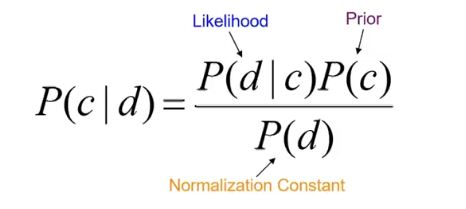 Likelihood Prior
P(c | d) = P(d | c)P(c)
P(d)
Normalization Constant